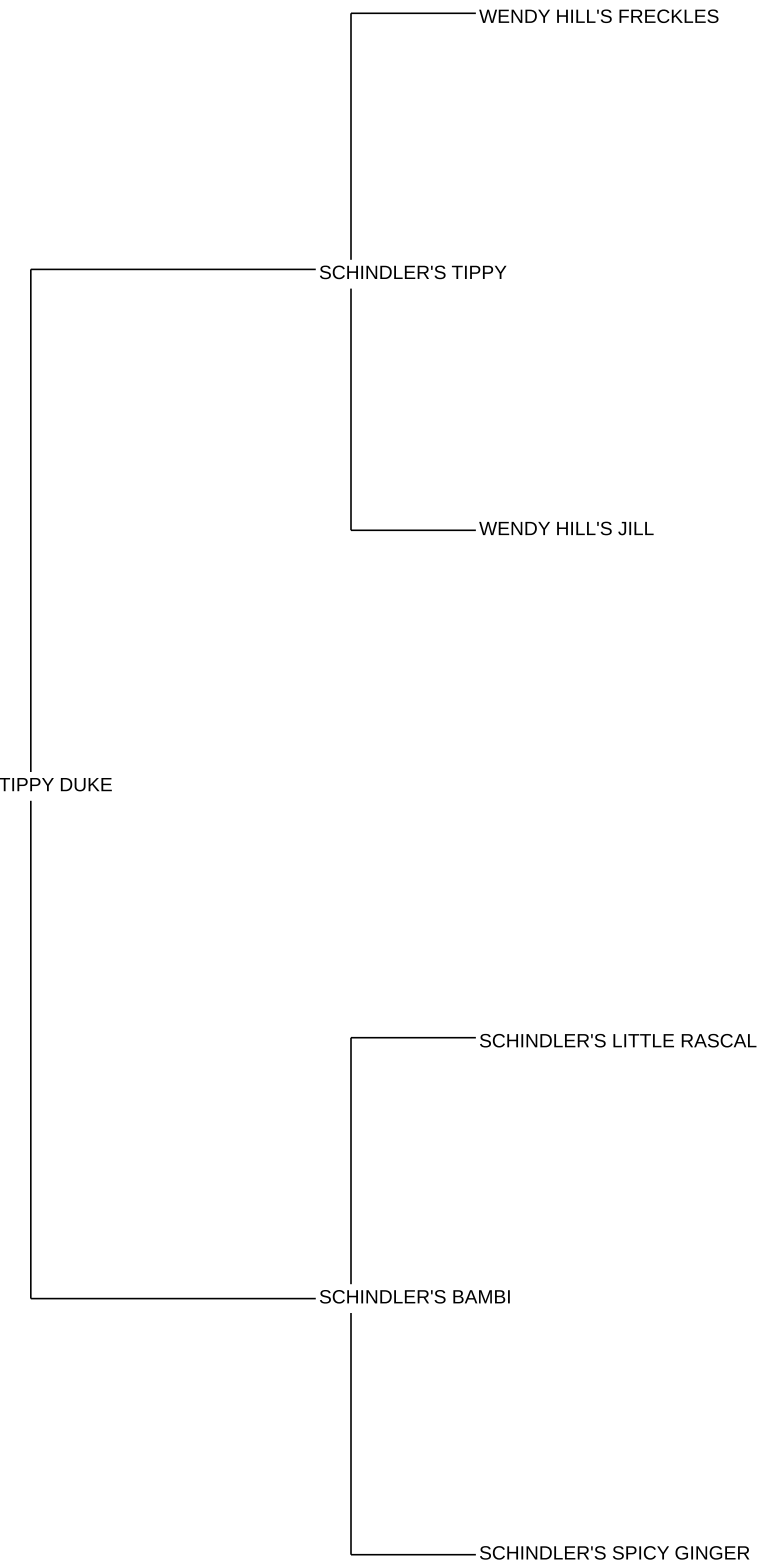 WENDY HILL'S FRECKLES
SCHINDLER'S TIPPY
WENDY HILL'S JILL
TIPPY DUKE
SCHINDLER'S LITTLE RASCAL
SCHINDLER'S BAMBI
SCHINDLER'S SPICY GINGER